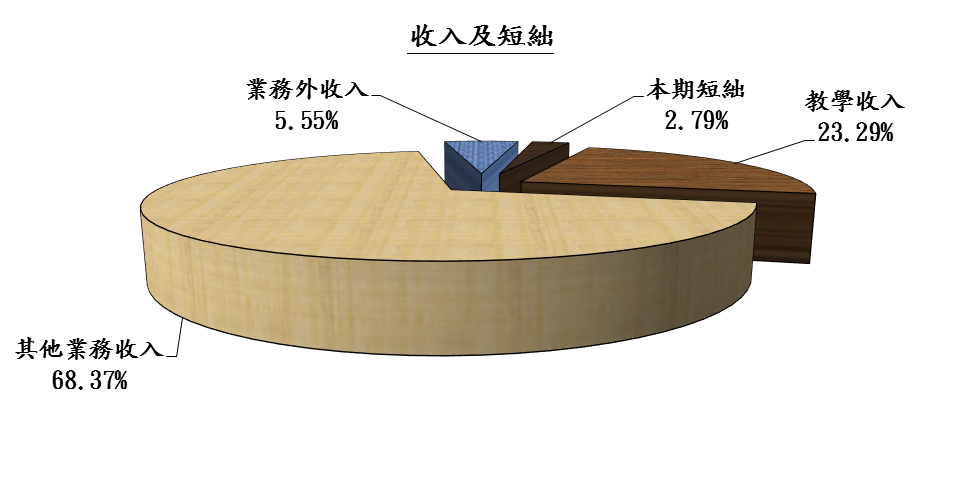 收入及短絀
業務外收入
5.55%
本期短絀
2.79%
教學收入
23.29%
其他業務收入
68.37%